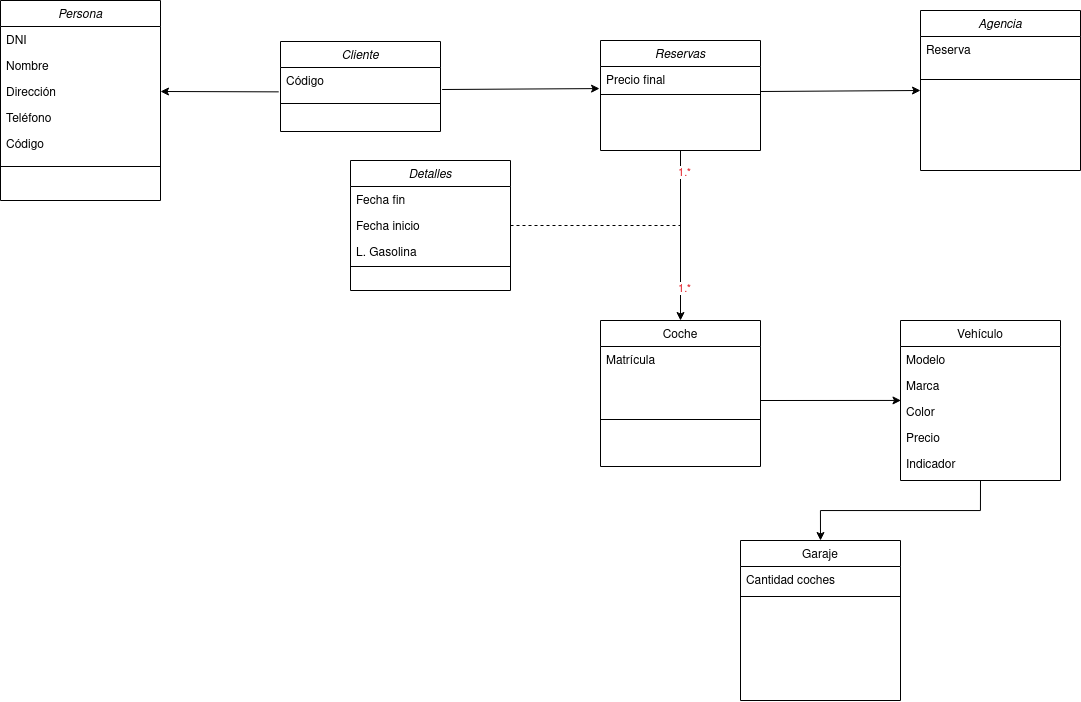 Persona
DNI
Nombre
Dirección
Teléfono
Código
Cliente
Código
Reservas
Precio final
Agencia
Reserva
Detalles
Fecha fin
Fecha inicio
L. Gasolina
1.*
1.*
Coche
Matrícula
Vehículo
Modelo
Marca
Color
Precio
Indicador
Garaje
Cantidad coches